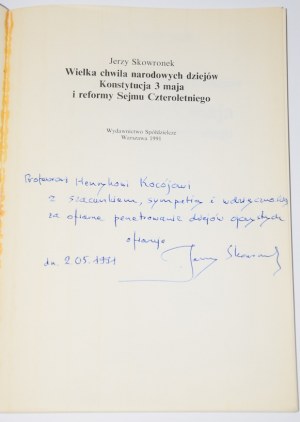 Jerzy Skowronek
Wielka chwila narodowych dziejów
Konstytucja 3 maja
i reformy Sejmu Czteroletniego
Wydawnictwo Spółdzielcze
Warszawa 1991
Profesorowi Henrykowi Kocójowi
z szacunkiem, sympatią i wdzięcznością
za ofiarne penetrowanie dziejów ojczystych
ofiaruje
dn. 2.05.1991 Jerzy Skowronek